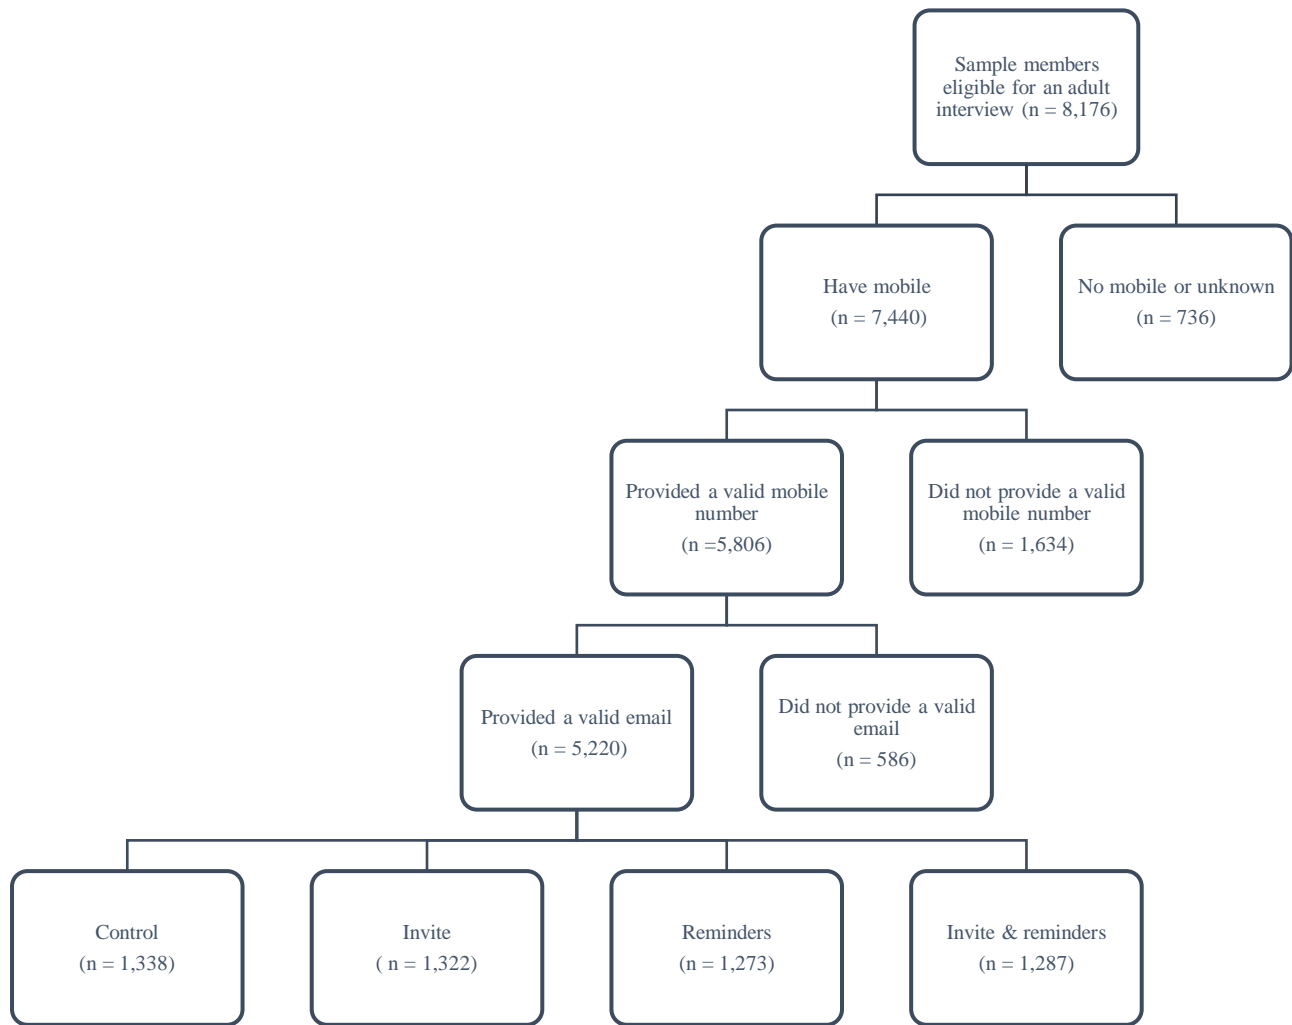 Sample members
eligible for an adult
interview (n = 8,176)
Have mobile
(n = 7,440)
No mobile or unknown
(n = 736)
Provided a valid mobile
number
(n =5,806)
Did not provide a valid
mobile number
(n = 1,634)
Provided a valid email
(n = 5,220)
Did not provide a valid
email
(n = 586)
Control
(n = 1,338)
Invite
( n = 1,322)
Reminders
(n = 1,273)
Invite & reminders
(n = 1,287)